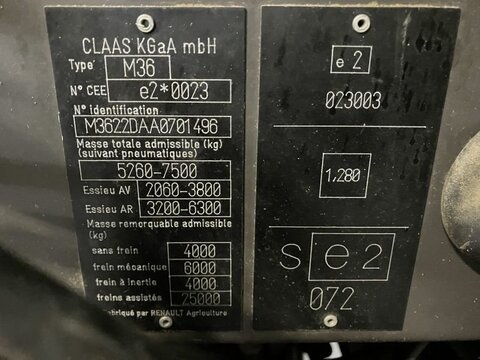 CLAAS KGaA mbH
Type M36
N° CEE e2*0023
N° identification
M3622DAA0701496
Masse totale admissible (kg)
(suivant pneumatiques)
5260-7500
Essieu AV 2060-3800
Essieu AR 3200-6300
Masse remorquable admissible
(kg)
sans frein 4000
frein mécanique 6000
frein à inertie 4000
freins assistés 25000
Fabriqué par RENAULT Agriculture
e 2
023003
1,280
s e2
072